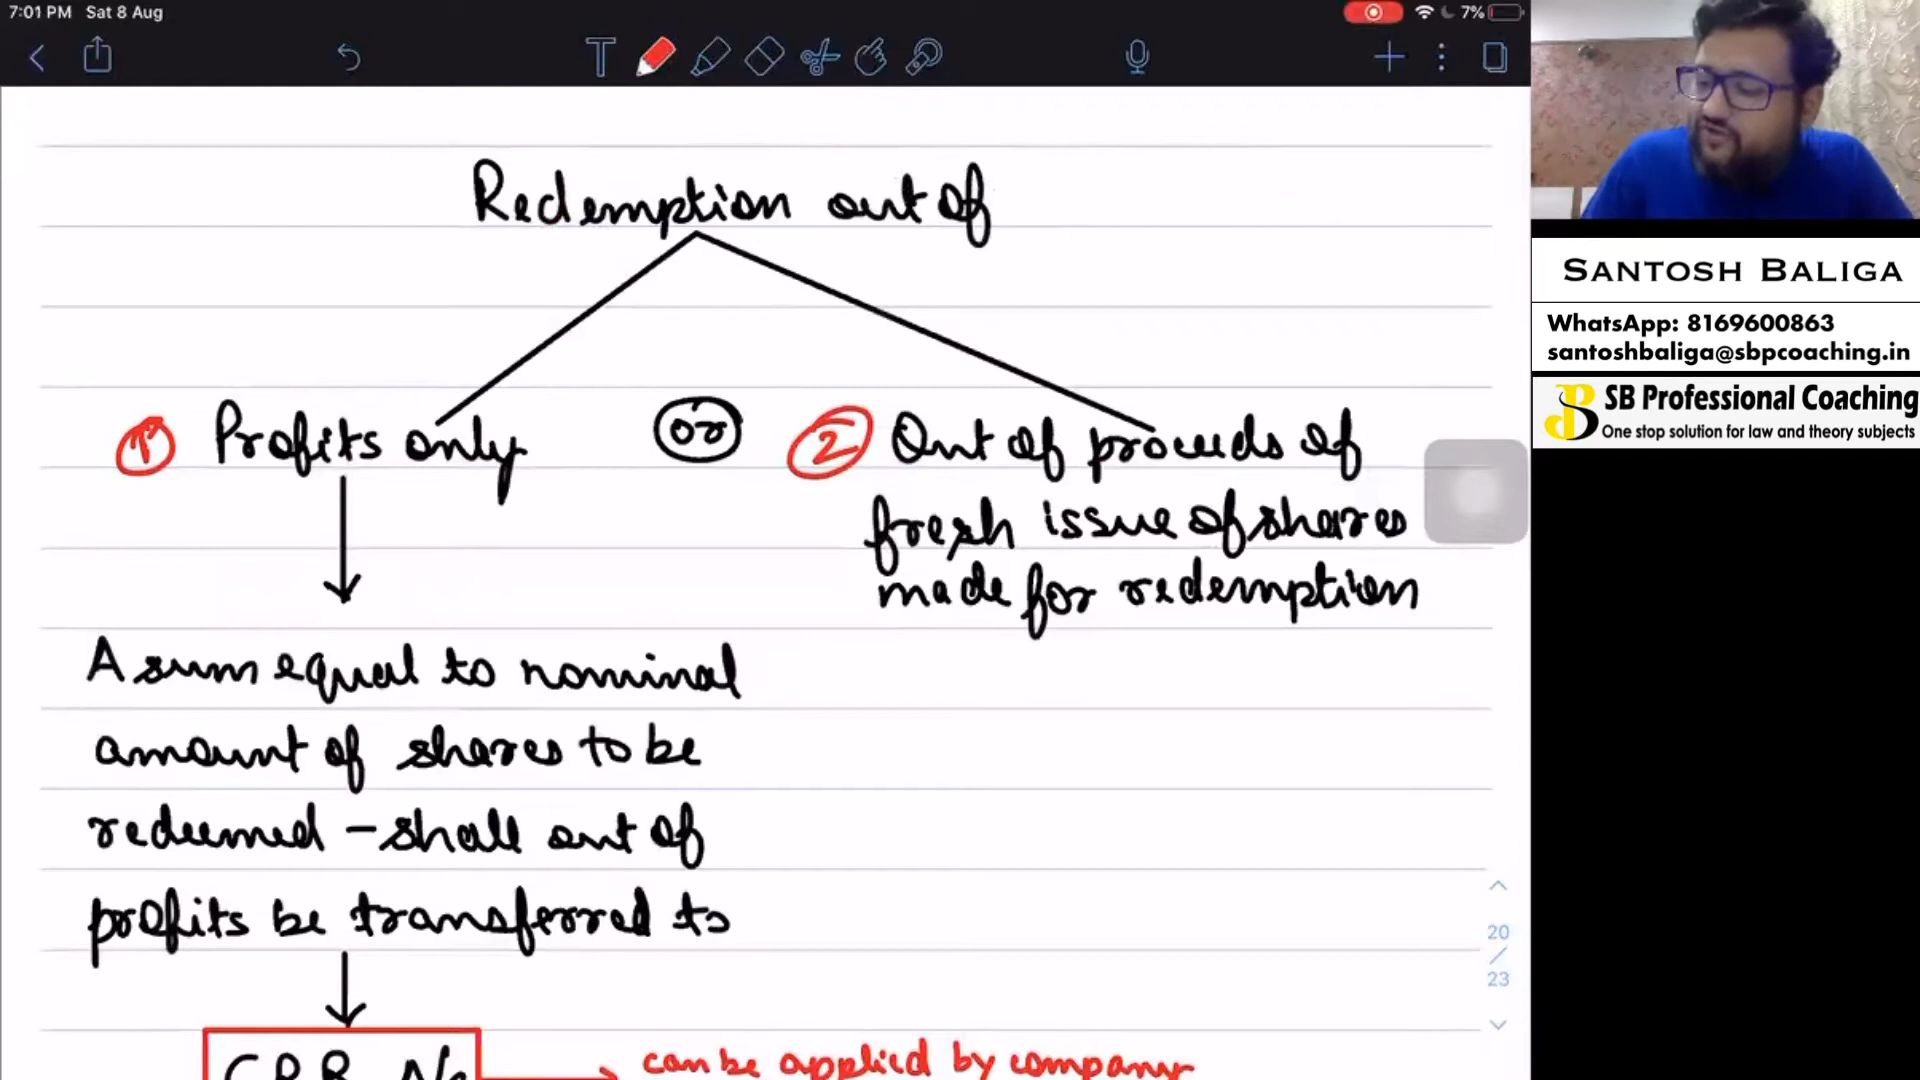 7:01 PM Sat 8 Aug
7%
T
Redemption out of
1 Profits only or 2 Out of proceeds of
fresh issue of shares
made for redemption
A sum equal to nominal
amount of shares to be
redeemed - shall out of
profits be transferred to
can be applied by company
20
/
23
SANTOSH BALIGA
WhatsApp: 8169600863
santoshbaliga@sbpcoaching.in
SB Professional Coaching
One stop solution for law and theory subjects